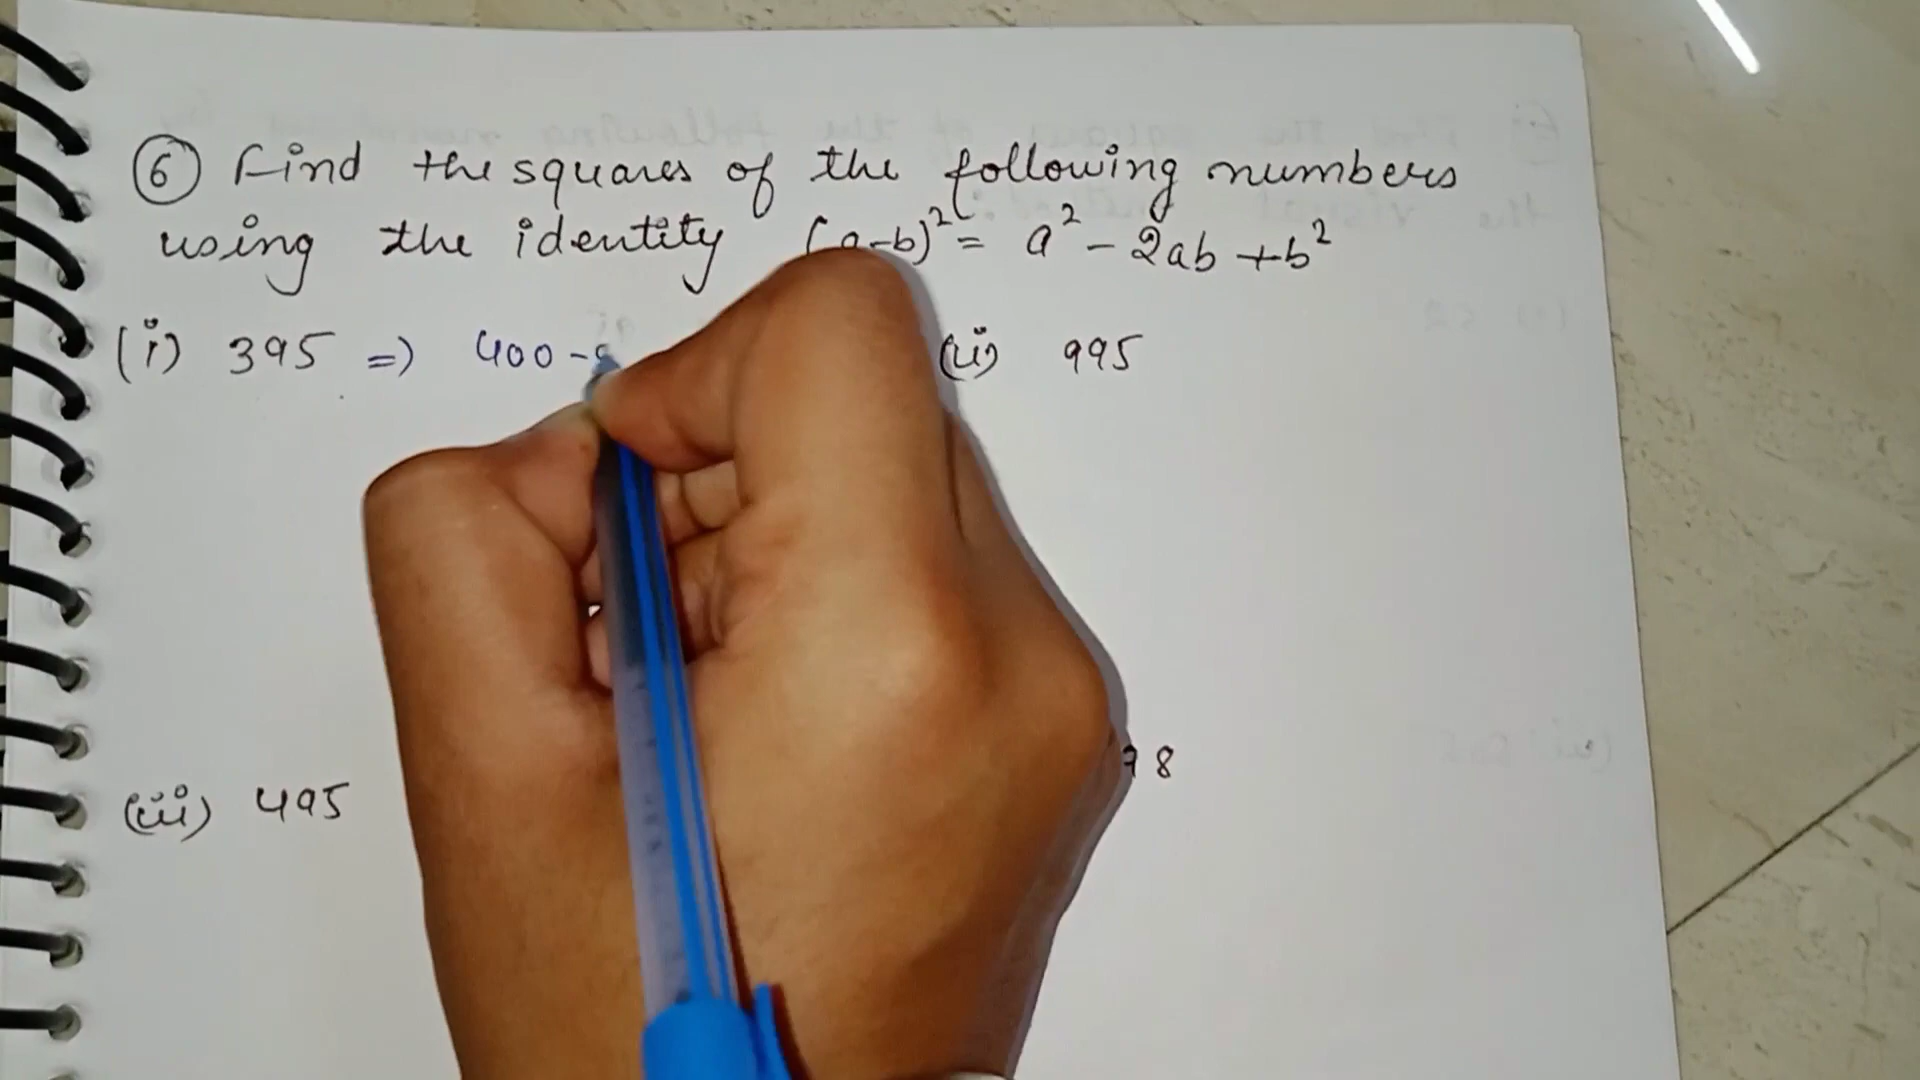 ⑥ Find the squares of the following numbers
using the identity (a-b)² = a² - 2ab + b²
(i) 395 => 400 -
(ii) 995
(iii) 495
78